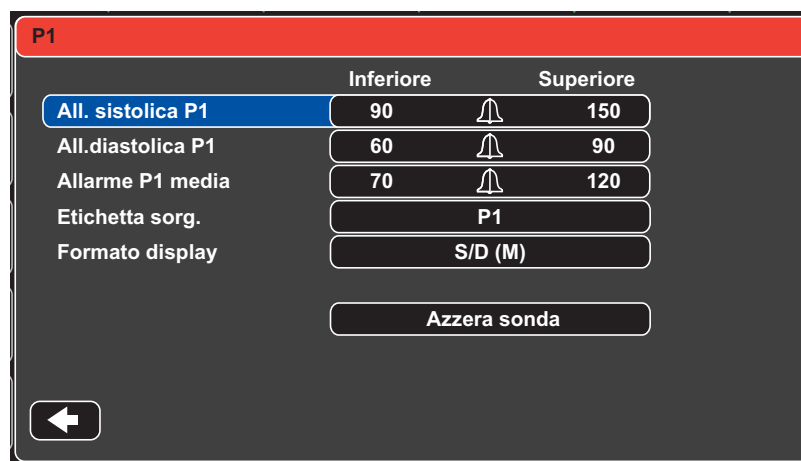 P1
Inferiore Superiore
All. sistolica P1 90 150
All.diastolica P1 60 90
Allarme P1 media 70 120
Etichetta sorg. P1
Formato display S/D (M)
Azzera sonda